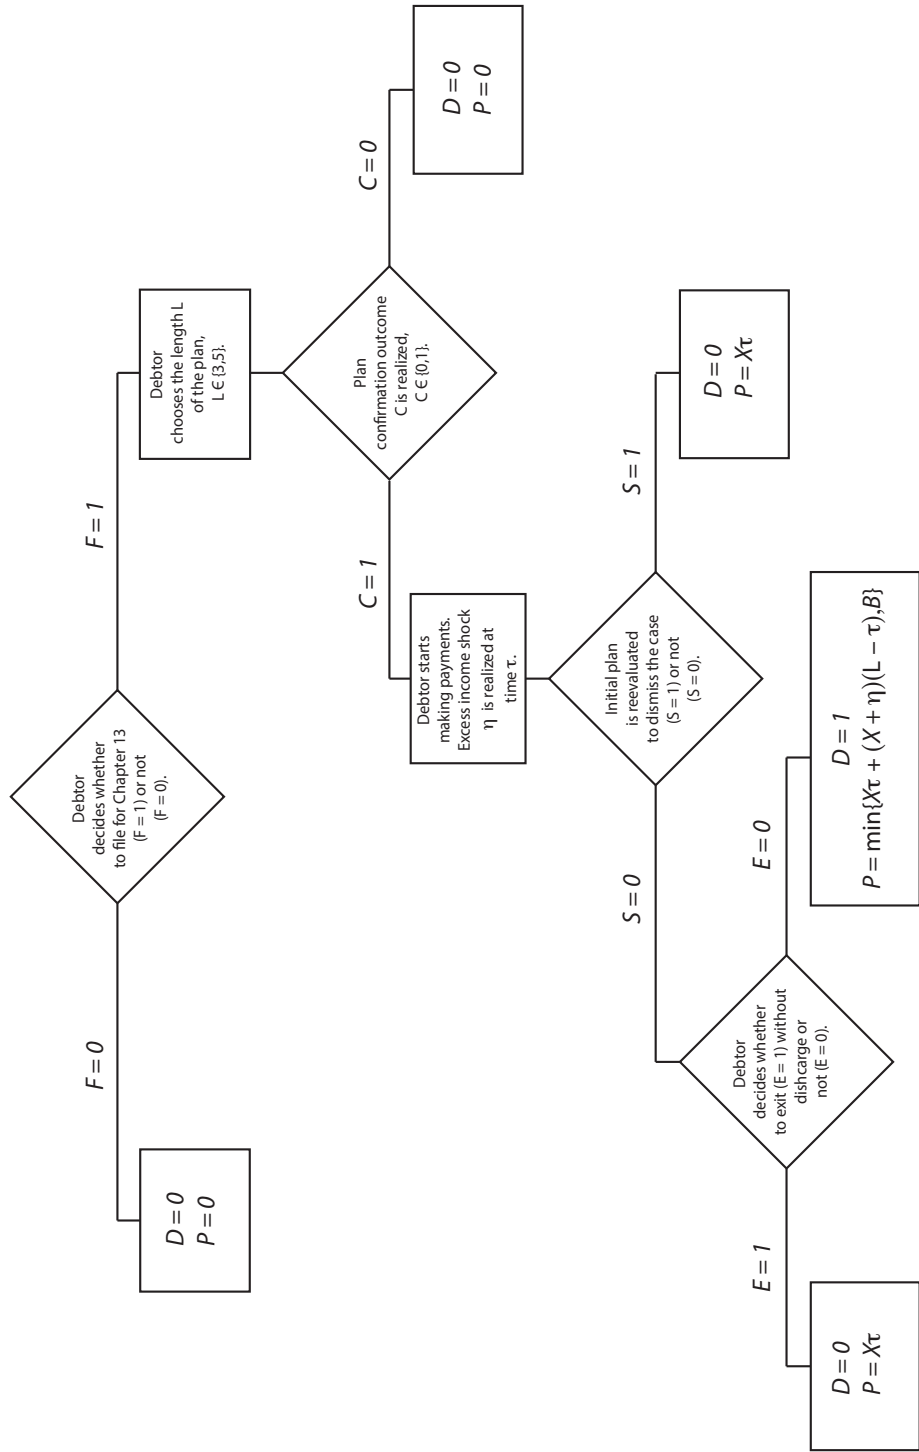 Debtor
decides whether
to file for Chapter 13
(F = 1) or not
(F = 0).
F = 0
F = 1
D = 0
P = 0
Debtor
chooses the length L
of the plan,
L ∈ {3,5}.
Plan
confirmation outcome
C is realized,
C ∈ {0,1}.
C = 1
C = 0
D = 0
P = 0
Debtor starts
making payments.
Excess income shock
η is realized at
time τ.
Initial plan
is reevaluated
to dismiss the case
(S = 1) or not
(S = 0).
S = 0
S = 1
D = 0
P = Xτ
Debtor
decides whether
to exit (E = 1) without
dishcarge or
not (E = 0).
E = 1
E = 0
D = 0
P = Xτ
D = 1
P = min{Xτ + (X + η)(L − τ),B}